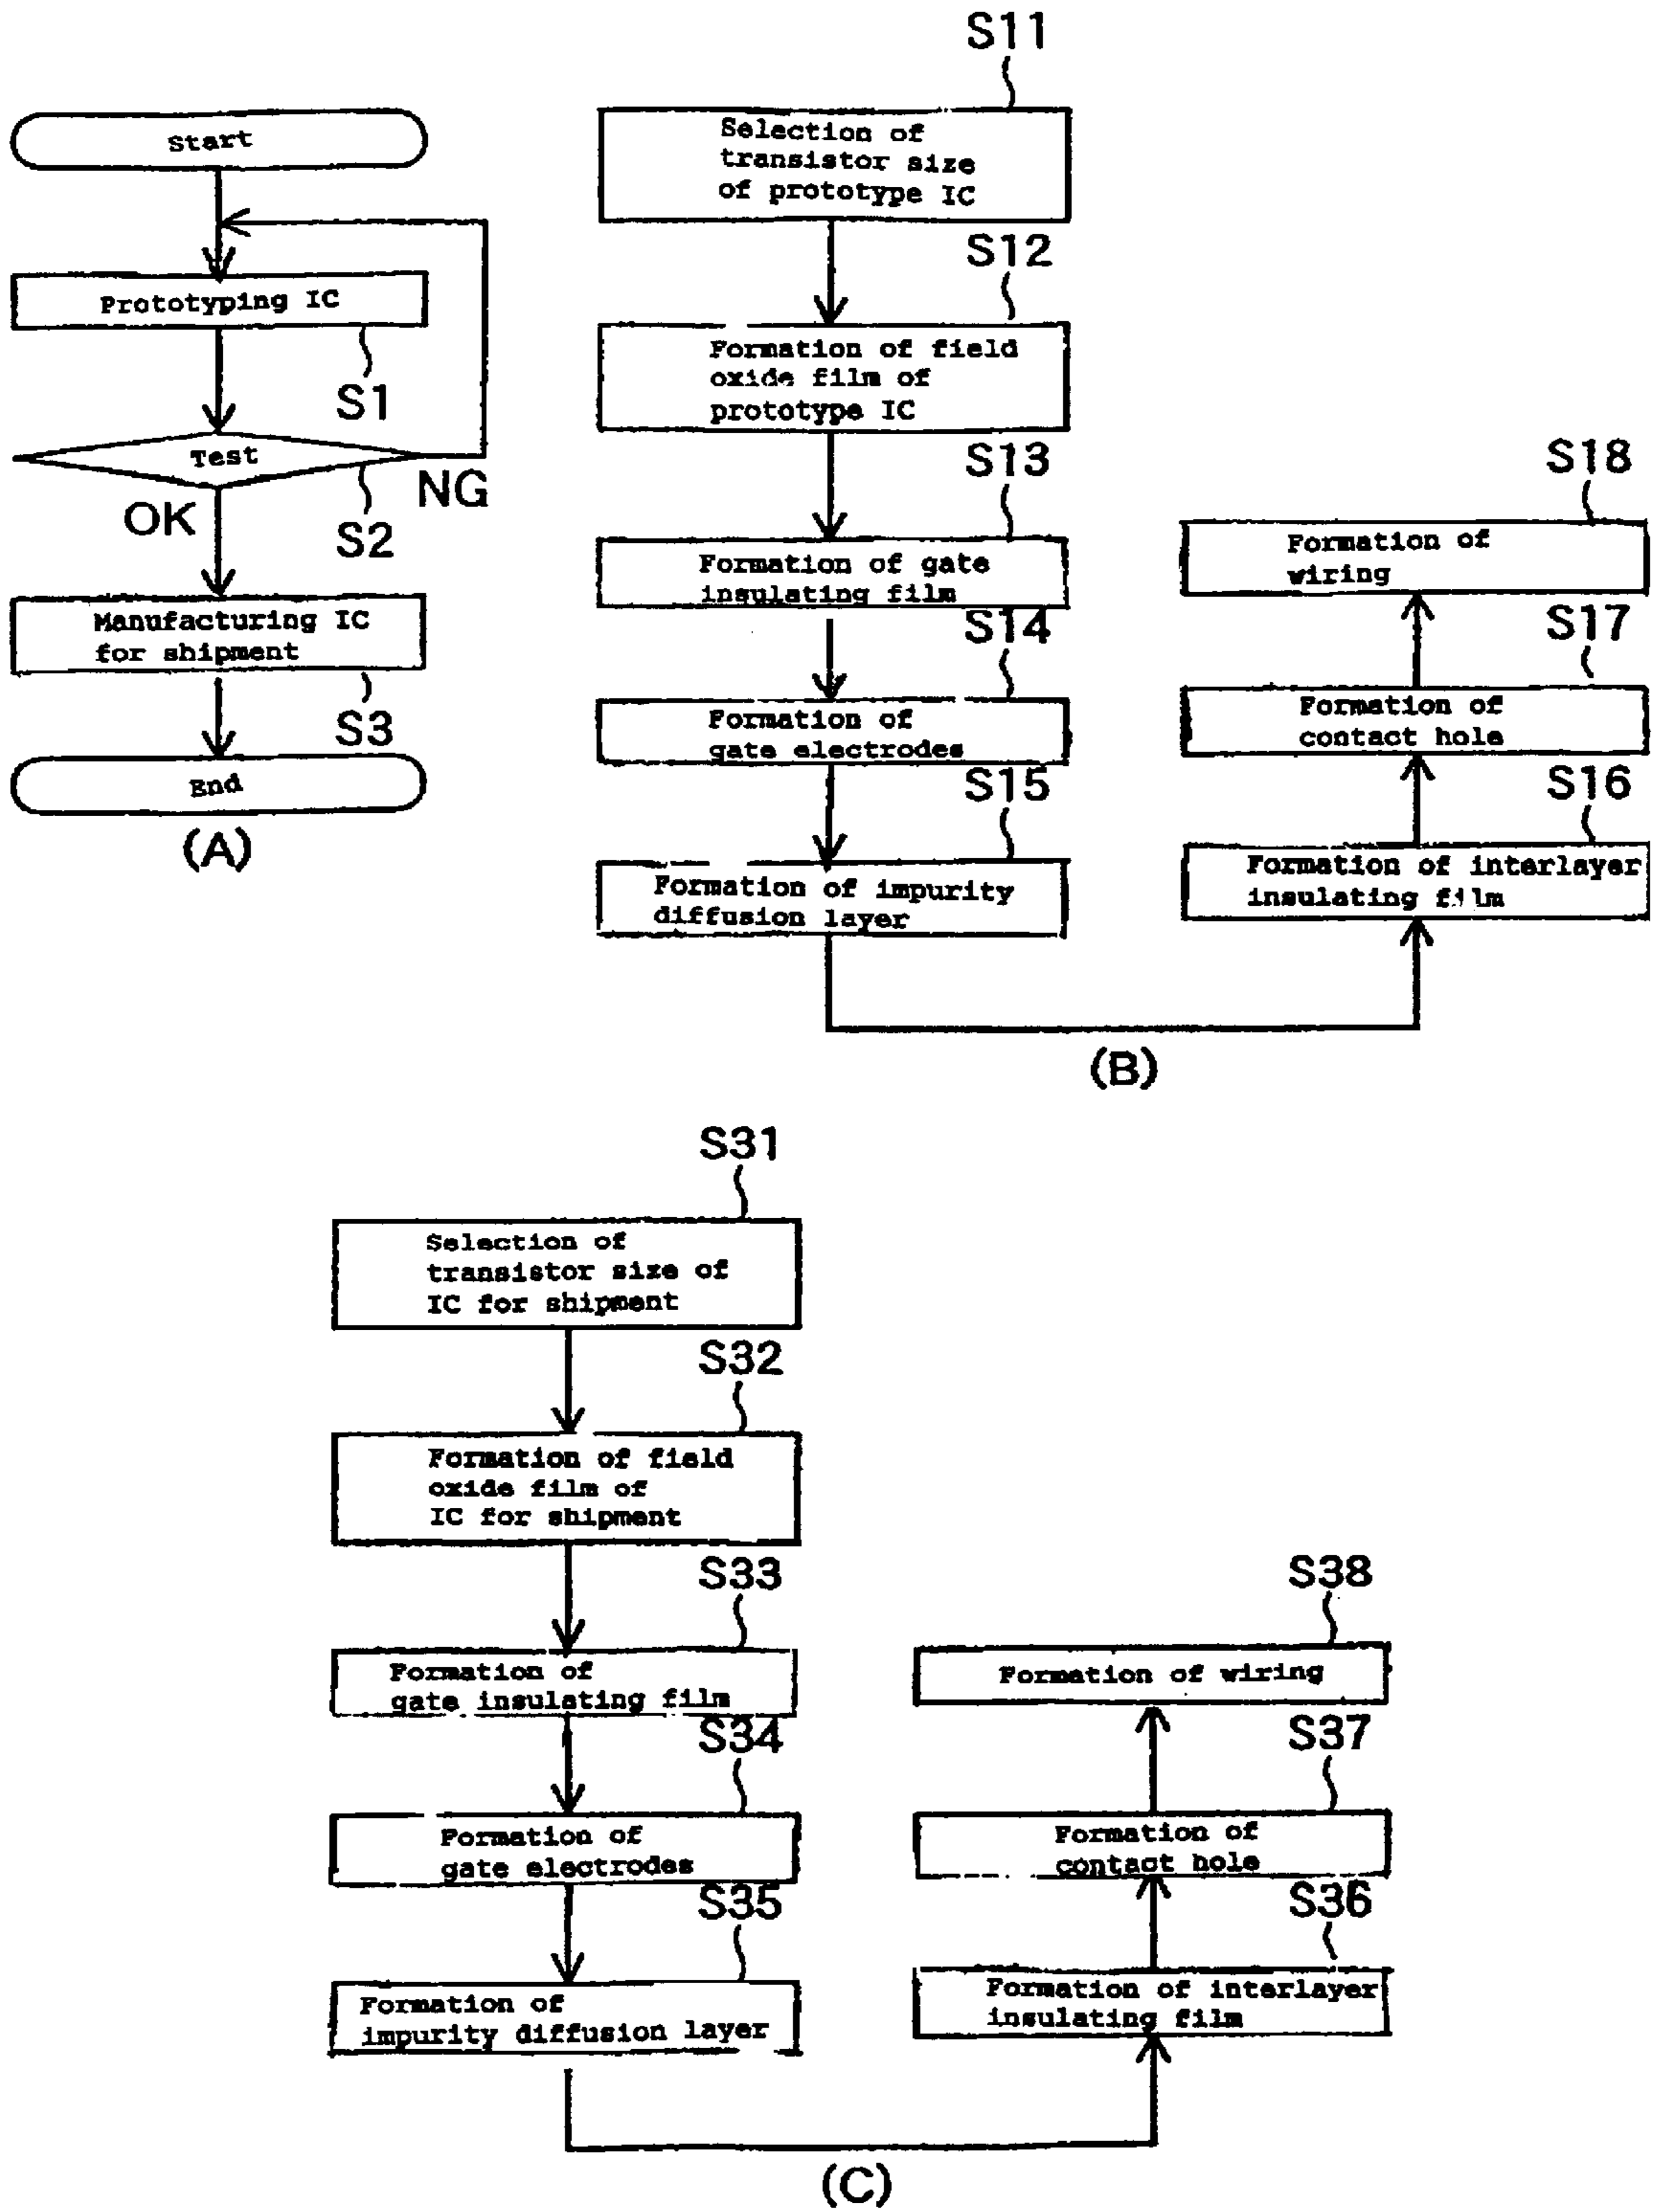 Start
Prototyping IC
S1
Test
NG
S2
OK
Manufacturing IC
for shipment
S3
End
(A)
S11
Selection of
transistor size
of prototype IC
S12
Formation of field
oxide film of
prototype IC
S13
Formation of gate
insulating film
S14
Formation of
gate electrodes
S15
Formation of impurity
diffusion layer
S18
Formation of
wiring
S17
Formation of
contact hole
S16
Formation of interlayer
insulating film
(B)
S31
Selection of
transistor size of
IC for shipment
S32
Formation of field
oxide film of
IC for shipment
S33
Formation of
gate insulating film
S34
Formation of
gate electrodes
S35
Formation of
impurity diffusion layer
S38
Formation of wiring
S37
Formation of
contact hole
S36
Formation of interlayer
insulating film
(C)